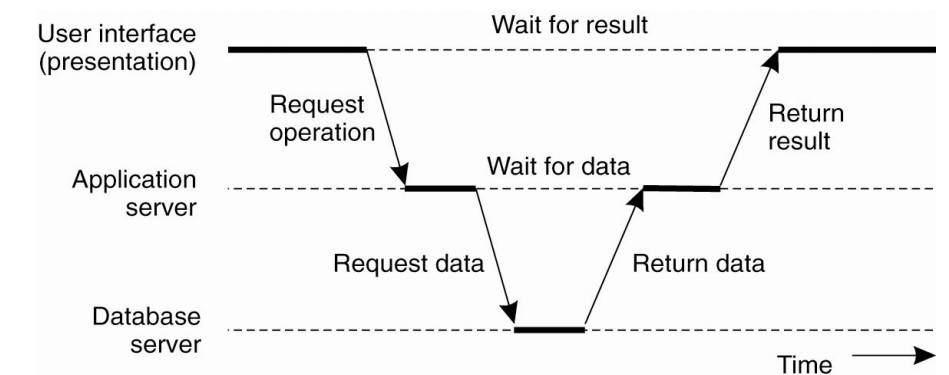 User interface
(presentation)
Wait for result
Request
operation
Return
result
Wait for data
Application
server
Request data
Return data
Database
server
Time